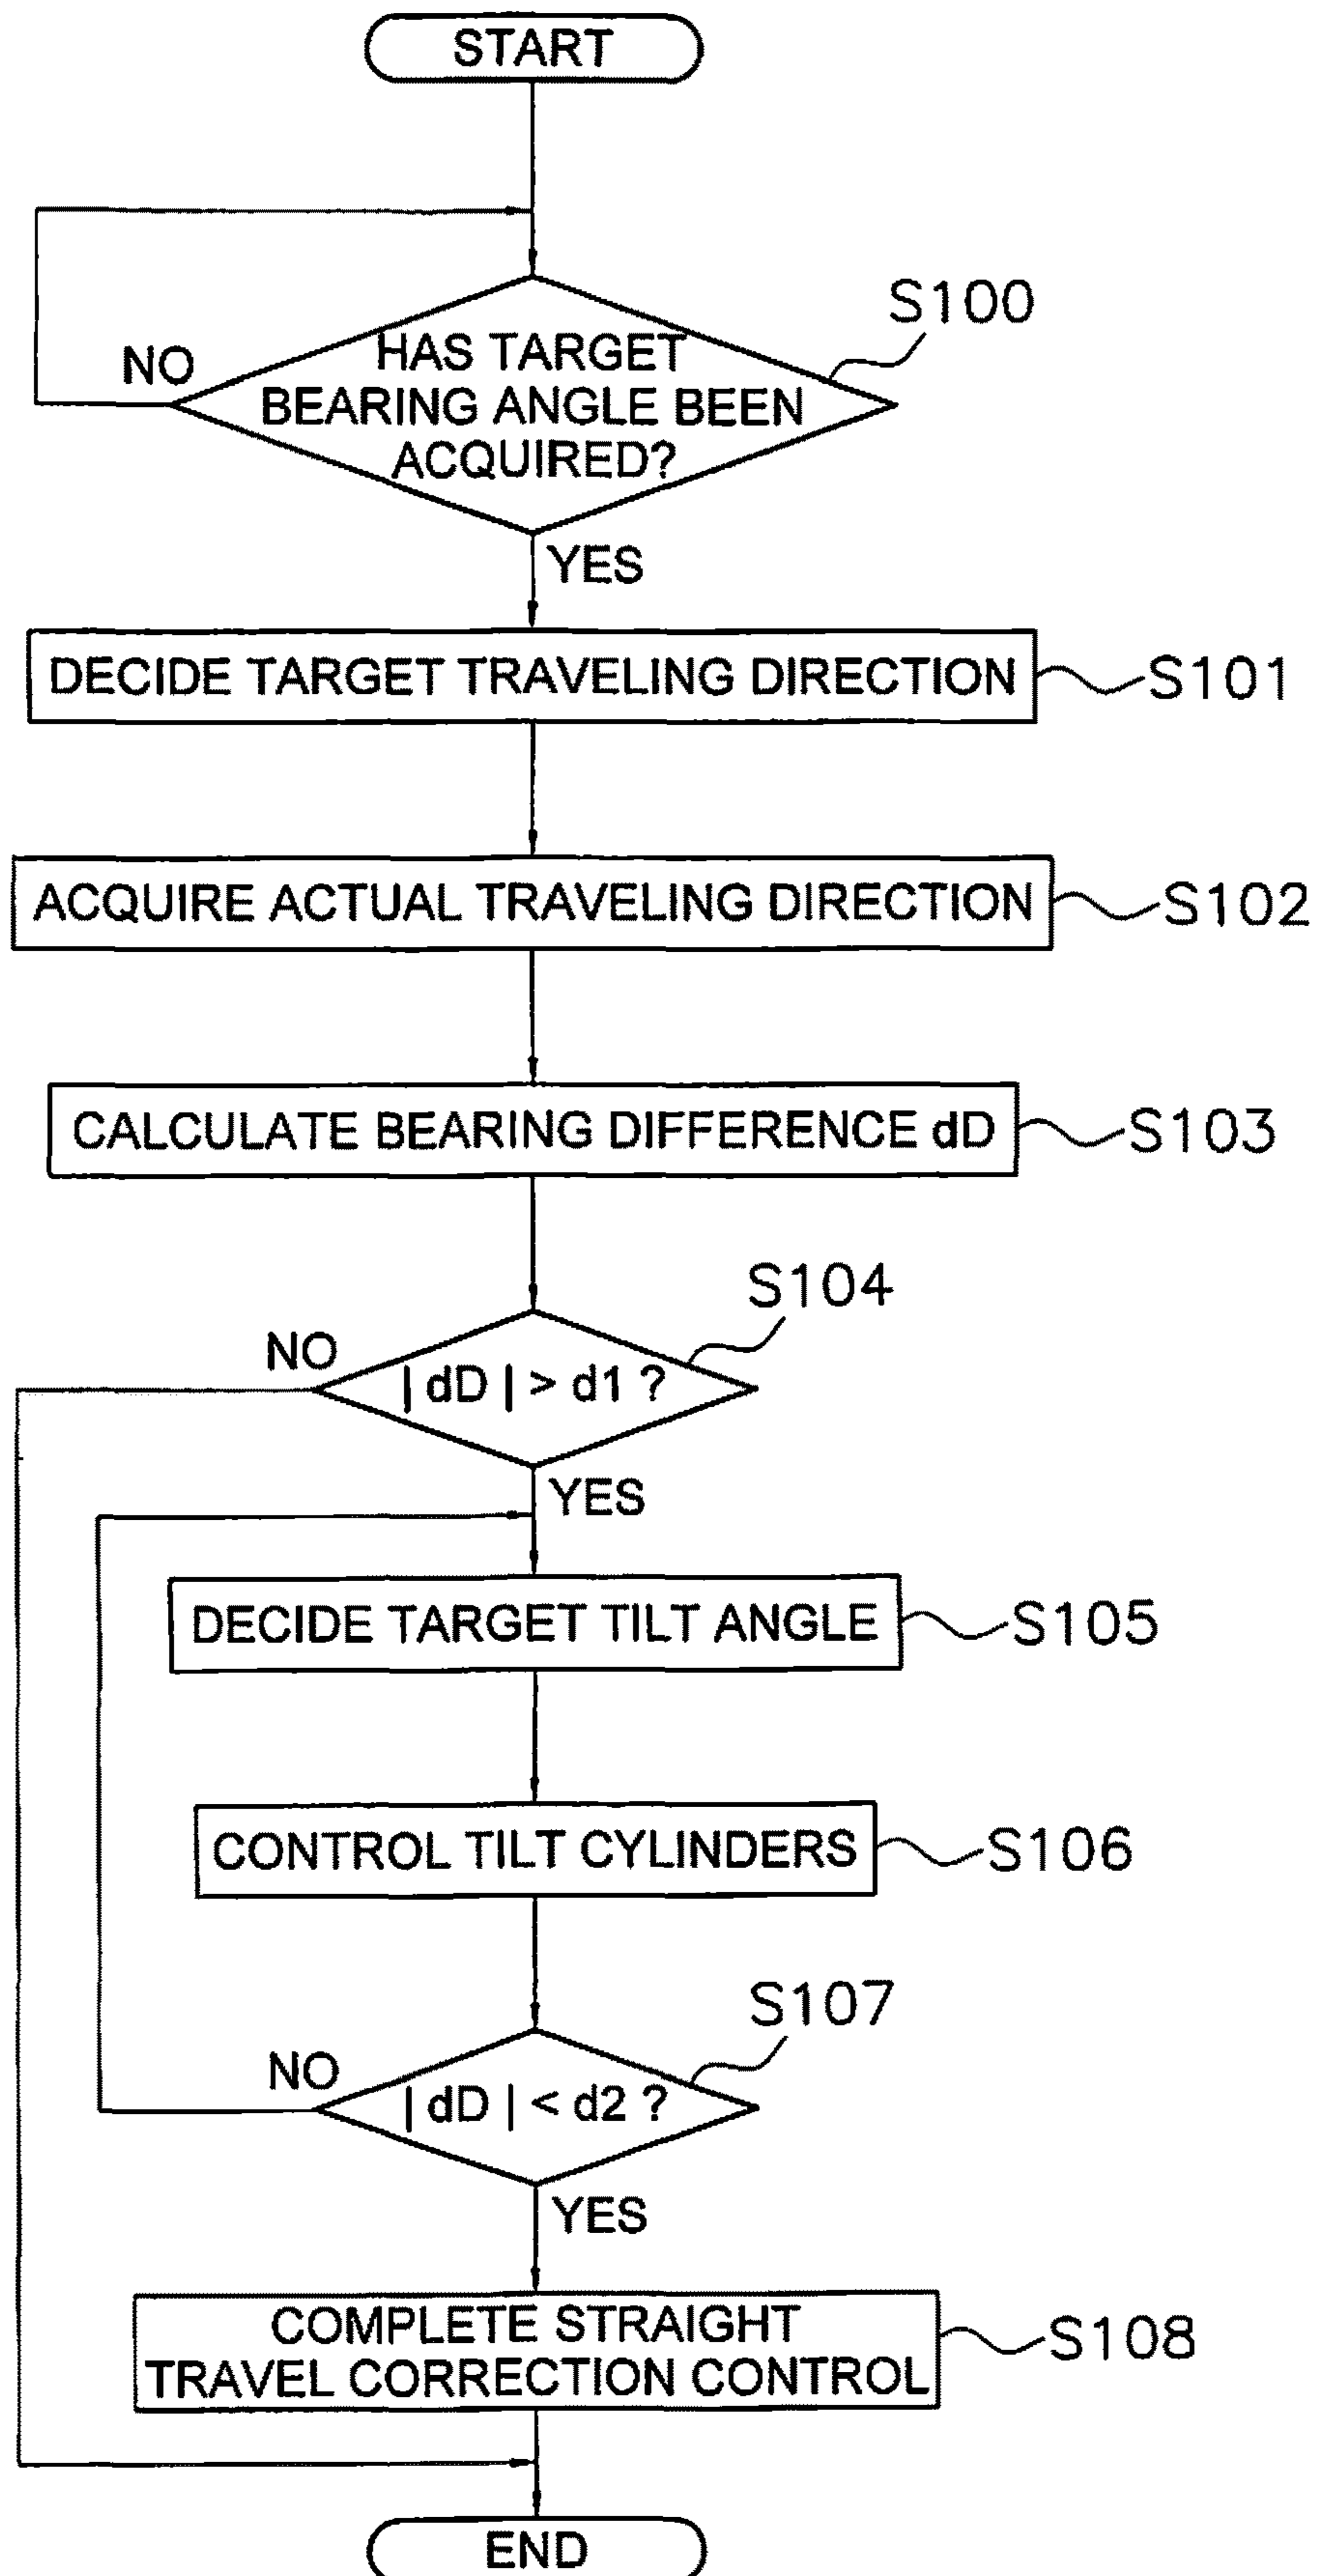 START
S100
NO
HAS TARGET
BEARING ANGLE BEEN
ACQUIRED?
YES
DECIDE TARGET TRAVELING DIRECTION
S101
ACQUIRE ACTUAL TRAVELING DIRECTION
S102
CALCULATE BEARING DIFFERENCE dD
S103
S104
NO
| dD | > d1 ?
YES
DECIDE TARGET TILT ANGLE
S105
CONTROL TILT CYLINDERS
S106
S107
NO
| dD | < d2 ?
YES
COMPLETE STRAIGHT
TRAVEL CORRECTION CONTROL
S108
END